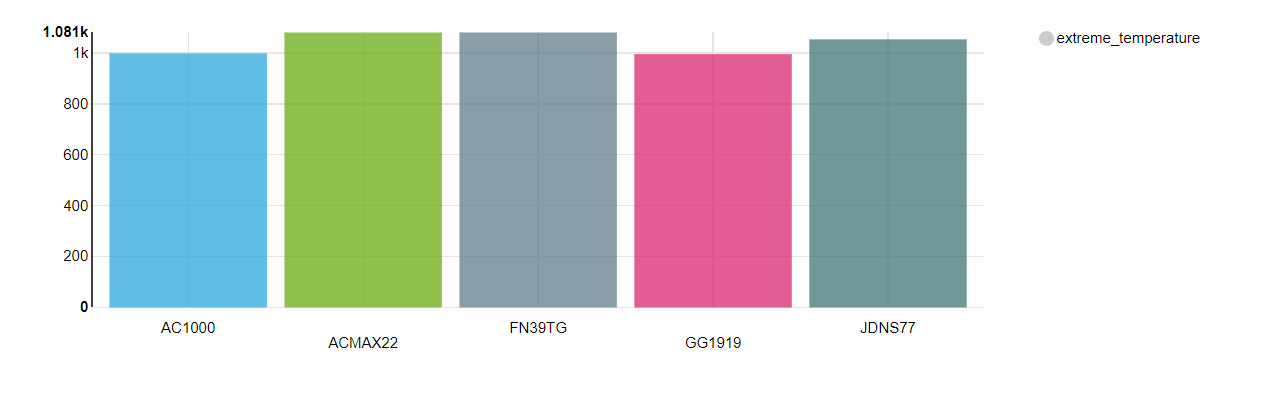 1.081k
1k
800
600
400
200
0
AC1000
ACMAX22
FN39TG
GG1919
JDNS77
extreme_temperature